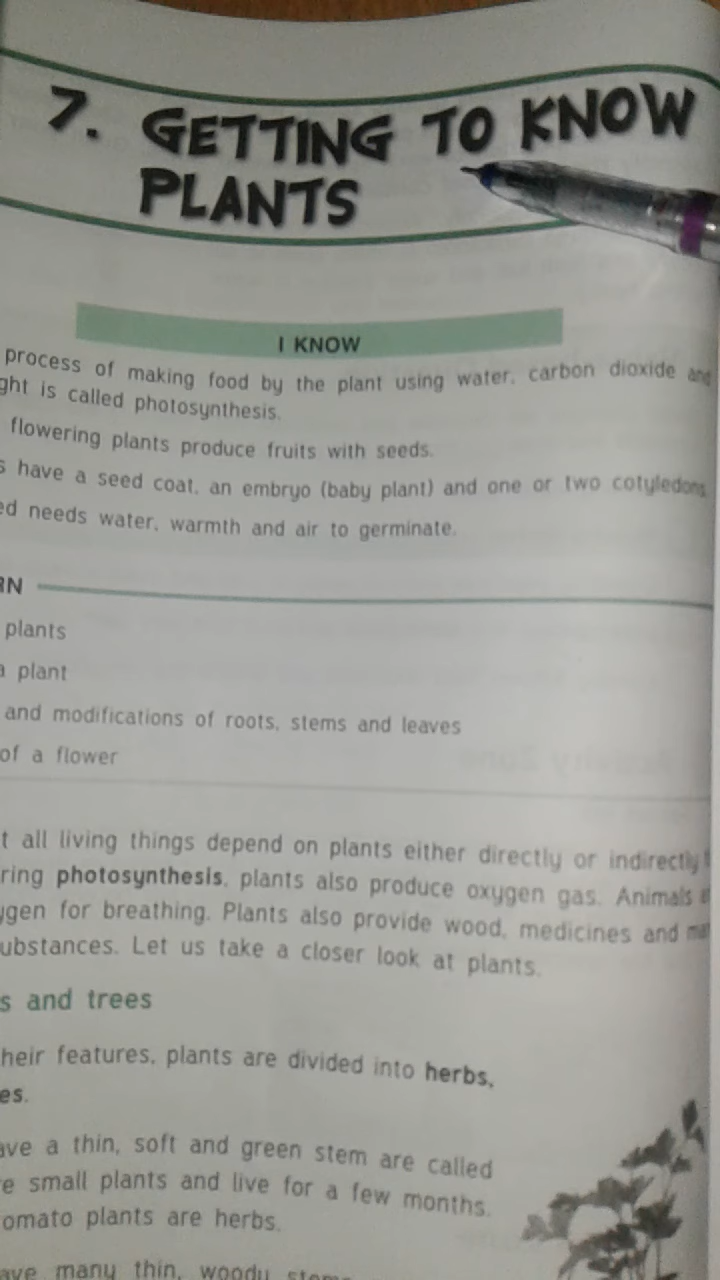 7. GETTING TO KNOW
PLANTS
I KNOW
process of making food by the plant using water, carbon dioxide and
ght is called photosynthesis.
flowering plants produce fruits with seeds.
s have a seed coat, an embryo (baby plant) and one or two cotyledons.
ed needs water, warmth and air to germinate.
RN
plants
a plant
and modifications of roots, stems and leaves
of a flower
t all living things depend on plants either directly or indirectly
ring photosynthesis, plants also produce oxygen gas. Animals
ygen for breathing. Plants also provide wood, medicines and
ubstances. Let us take a closer look at plants.
s and trees
heir features, plants are divided into herbs,
es.
ave a thin, soft and green stem are called
e small plants and live for a few months.
omato plants are herbs.
ave many thin, woody stems